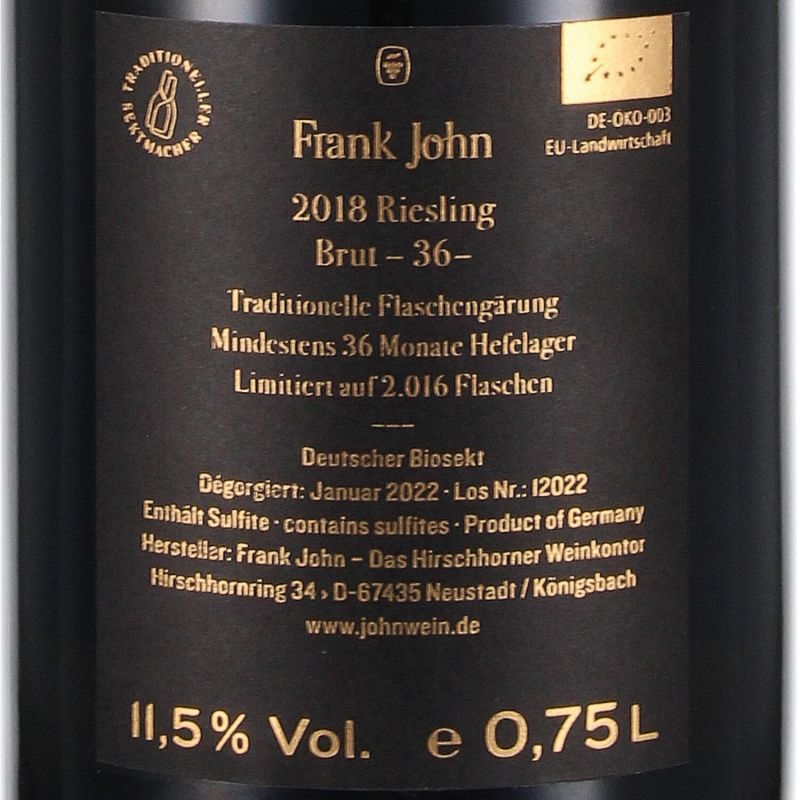 TRADITIONELLER SEKTMACHER
DE-ÖKO-003
EU-Landwirtschaft
Frank John
2018 Riesling
Brut – 36–
Traditionelle Flaschengärung
Mindestens 36 Monate Hefelager
Limitiert auf 2.016 Flaschen
Deutscher Biosekt
Dégorgiert: Januar 2022 · Los Nr.: 12022
Enthält Sulfite · contains sulfites · Product of Germany
Hersteller: Frank John – Das Hirschhorner Weinkontor
Hirschhornring 34 › D-67435 Neustadt / Königsbach
www.johnwein.de
11,5% Vol. e 0,75 L